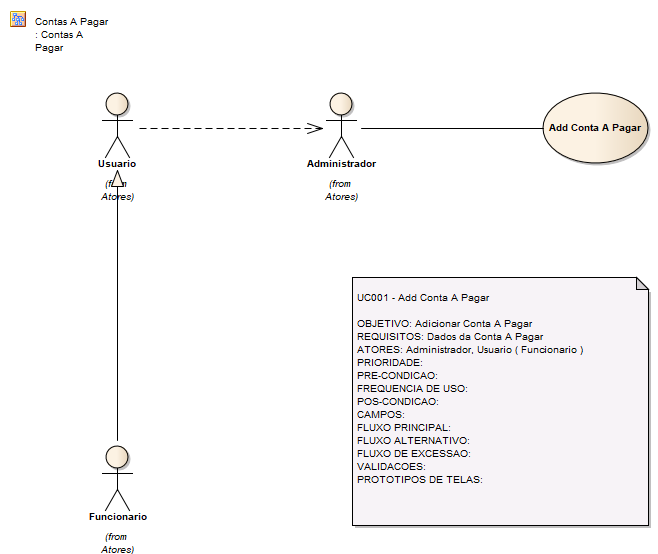 Contas A Pagar
: Contas A
Pagar
Usuario
(from
Atores)
Administrador
(from
Atores)
Add Conta A Pagar
UC001 - Add Conta A Pagar
OBJETIVO: Adicionar Conta A Pagar
REQUISITOS: Dados da Conta A Pagar
ATORES: Administrador, Usuario ( Funcionario )
PRIORIDADE:
PRE-CONDICAO:
FREQUENCIA DE USO:
POS-CONDICAO:
CAMPOS:
FLUXO PRINCIPAL:
FLUXO ALTERNATIVO:
FLUXO DE EXCESSAO:
VALIDACOES:
PROTOTIPOS DE TELAS:
Funcionario
(from
Atores)